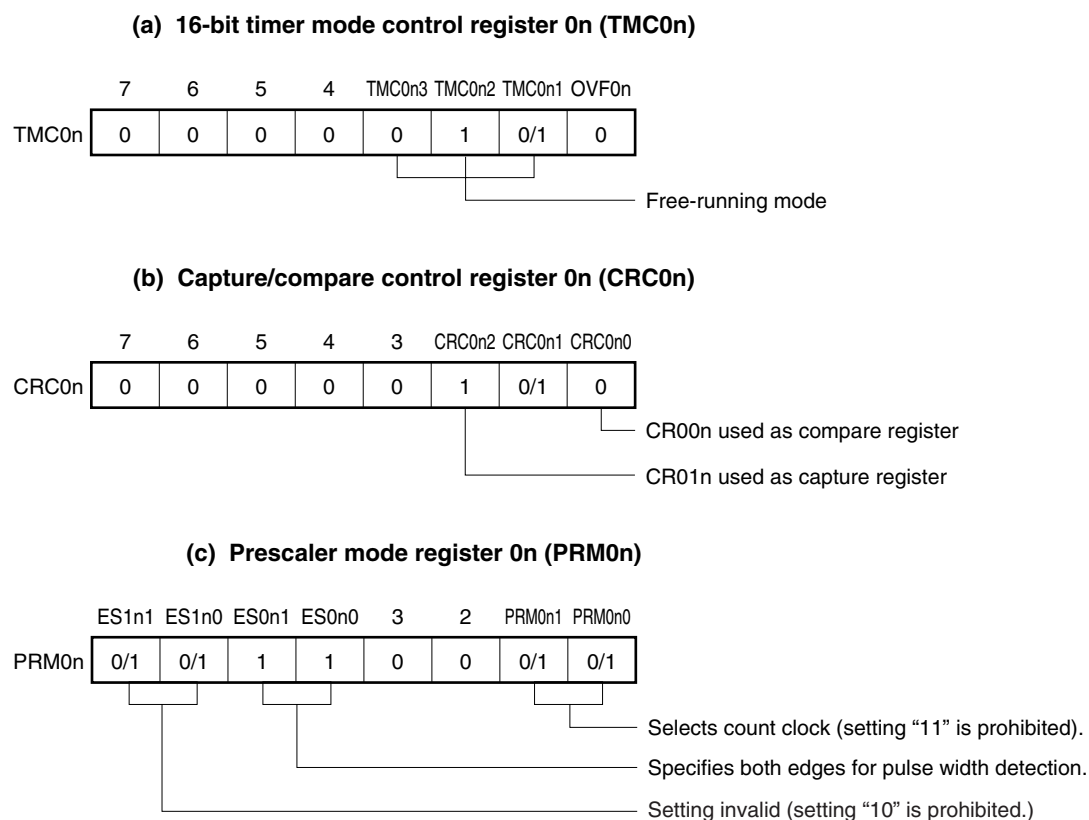 (a) 16-bit timer mode control register 0n (TMC0n)
7 6 5 4 TMC0n3 TMC0n2 TMC0n1 OVF0n
TMC0n 0 0 0 0 0 1 0/1 0
Free-running mode
(b) Capture/compare control register 0n (CRC0n)
7 6 5 4 3 CRC0n2 CRC0n1 CRC0n0
CRC0n 0 0 0 0 0 1 0/1 0
CR00n used as compare register
CR01n used as capture register
(c) Prescaler mode register 0n (PRM0n)
ES1n1 ES1n0 ES0n1 ES0n0 3 2 PRM0n1 PRM0n0
PRM0n 0/1 0/1 1 1 0 0 0/1 0/1
Selects count clock (setting “11” is prohibited).
Specifies both edges for pulse width detection.
Setting invalid (setting “10” is prohibited.)